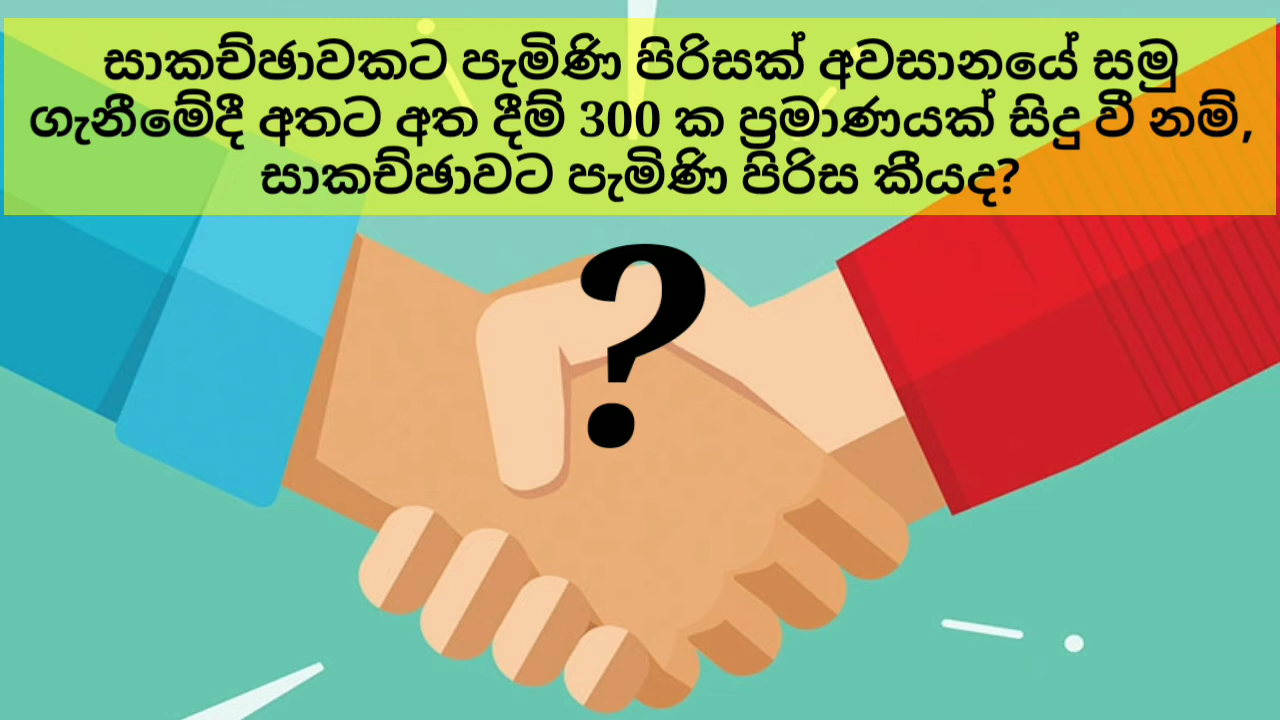 සාකච්ඡාවකට පැමිණි පිරිසක් අවසානයේ සමු
ගැනීමේදී අතට අත දීම් 300 ක ප්‍රමාණයක් සිදු වී නම්,
සාකච්ඡාවට පැමිණි පිරිස කීයද?
?